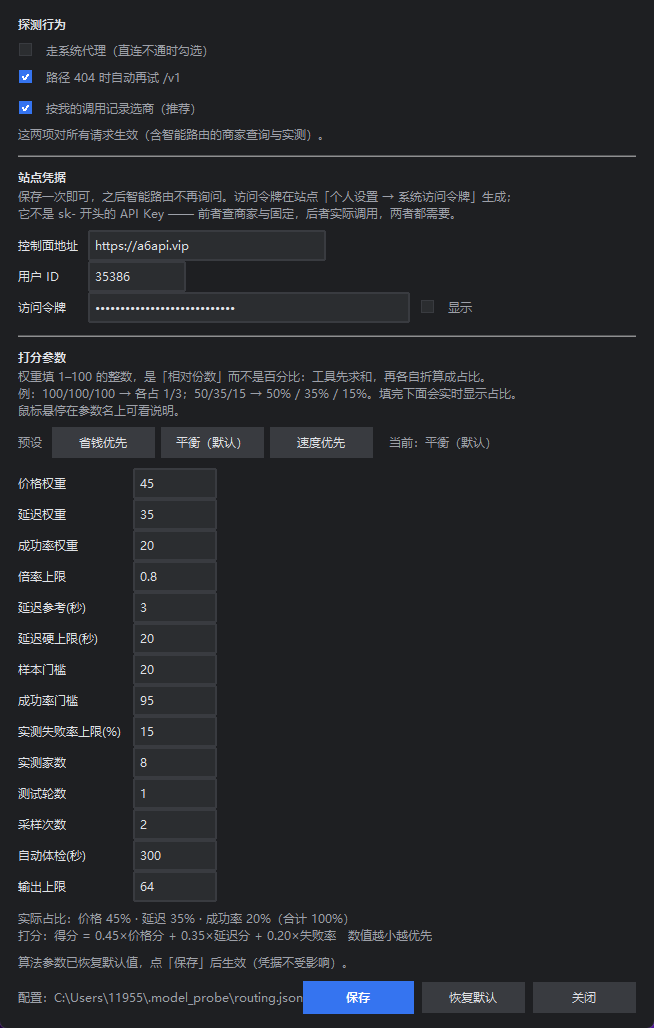 探测行为
走系统代理（直连不通时勾选）
路径 404 时自动再试 /v1
按我的调用记录选商（推荐）
这两项对所有请求生效（含智能路由的商家查询与实测）。
站点凭据
保存一次即可，之后智能路由不再询问。访问令牌在站点「个人设置 → 系统访问令牌」生成；
它不是 sk- 开头的 API Key —— 前者查商家与固定，后者实际调用，两者都需要。
控制面地址 https://a6api.vip
用户 ID 35386
访问令牌 •••••••••••••••••••••••••••• 显示
打分参数
权重填 1–100 的整数，是「相对份数」而不是百分比：工具先求和，再各自折算成占比。
例：100/100/100 → 各占 1/3；50/35/15 → 50% / 35% / 15%。填完下面会实时显示占比。
鼠标悬停在参数名上可看说明。
预设 省钱优先 平衡（默认） 速度优先 当前：平衡（默认）
价格权重 45
延迟权重 35
成功率权重 20
倍率上限 0.8
延迟参考(秒) 3
延迟硬上限(秒) 20
样本门槛 20
成功率门槛 95
实测失败率上限(%) 15
实测家数 8
测试轮数 1
采样次数 2
自动体检(秒) 300
输出上限 64
实际占比：价格 45% · 延迟 35% · 成功率 20%（合计 100%）
打分：得分 = 0.45×价格分 + 0.35×延迟分 + 0.20×失败率 数值越小越优先
算法参数已恢复默认值，点「保存」后生效（凭据不受影响）。
配置：C:\Users\11955\.model_probe\routing.json 保存 恢复默认 关闭